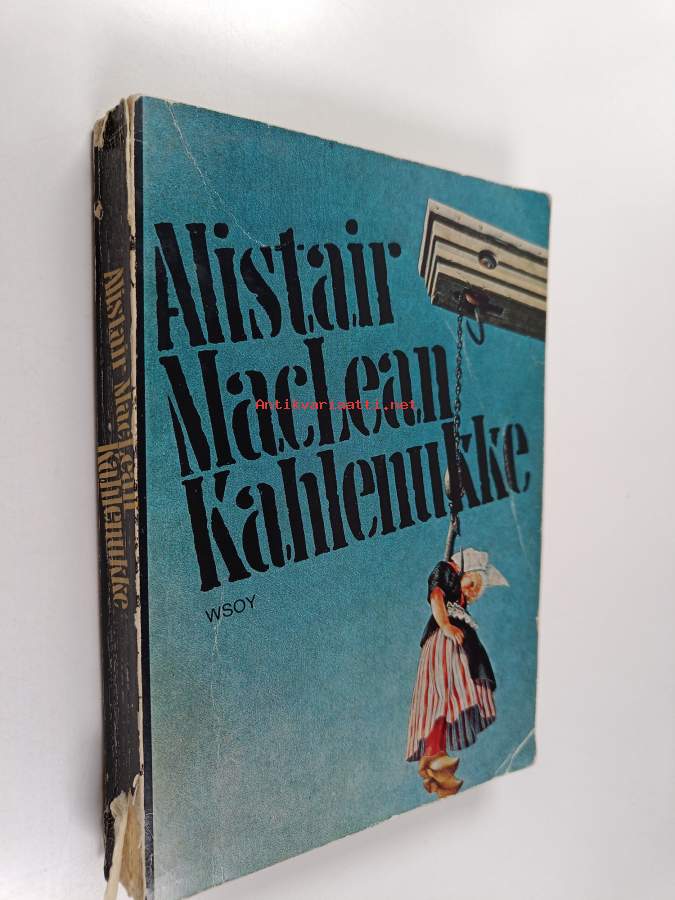 Alistair
MacLean
Kahlenukke
WSOY
Alistair MacLean
Kahlenukke
Antikvariaatti.net